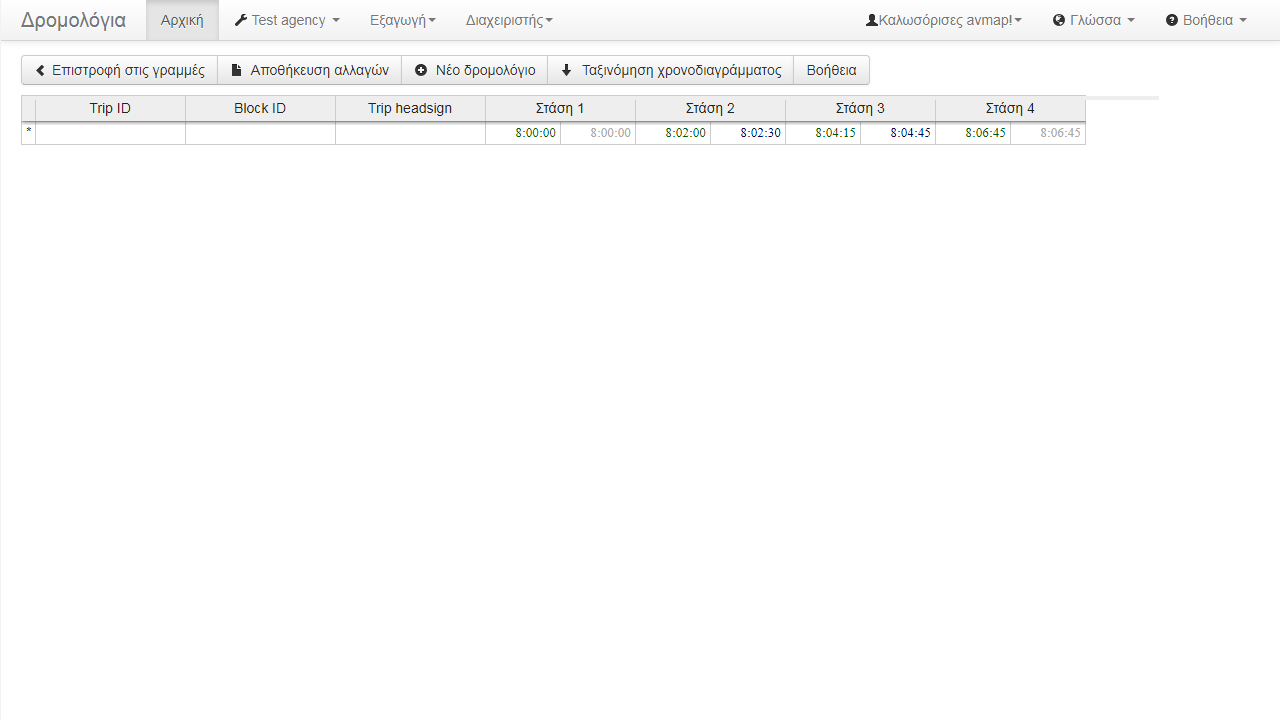 Δρομολόγια Αρχική Test agency Εξαγωγή Διαχειριστής Καλωσόρισες avmap! Γλώσσα Βοήθεια
Επιστροφή στις γραμμές Αποθήκευση αλλαγών Νέο δρομολόγιο Ταξινόμηση χρονοδιαγράμματος Βοήθεια
Trip ID Block ID Trip headsign Στάση 1 Στάση 2 Στάση 3 Στάση 4
* 8:00:00 8:00:00 8:02:00 8:02:30 8:04:15 8:04:45 8:06:45 8:06:45